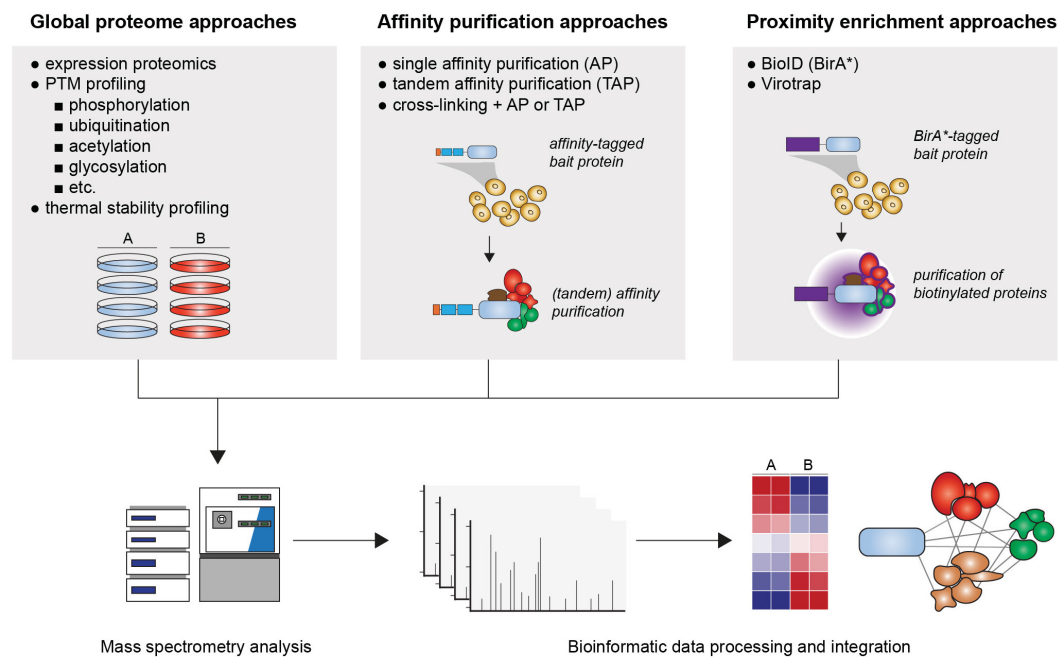 Global proteome approaches
● expression proteomics
● PTM profiling
■ phosphorylation
■ ubiquitination
■ acetylation
■ glycosylation
■ etc.
● thermal stability profiling
A B
Affinity purification approaches
● single affinity purification (AP)
● tandem affinity purification (TAP)
● cross-linking + AP or TAP
affinity-tagged
bait protein
(tandem) affinity
purification
Proximity enrichment approaches
● BioID (BirA*)
● Virotrap
BirA*-tagged
bait protein
purification of
biotinylated proteins
A B
Mass spectrometry analysis
Bioinformatic data processing and integration